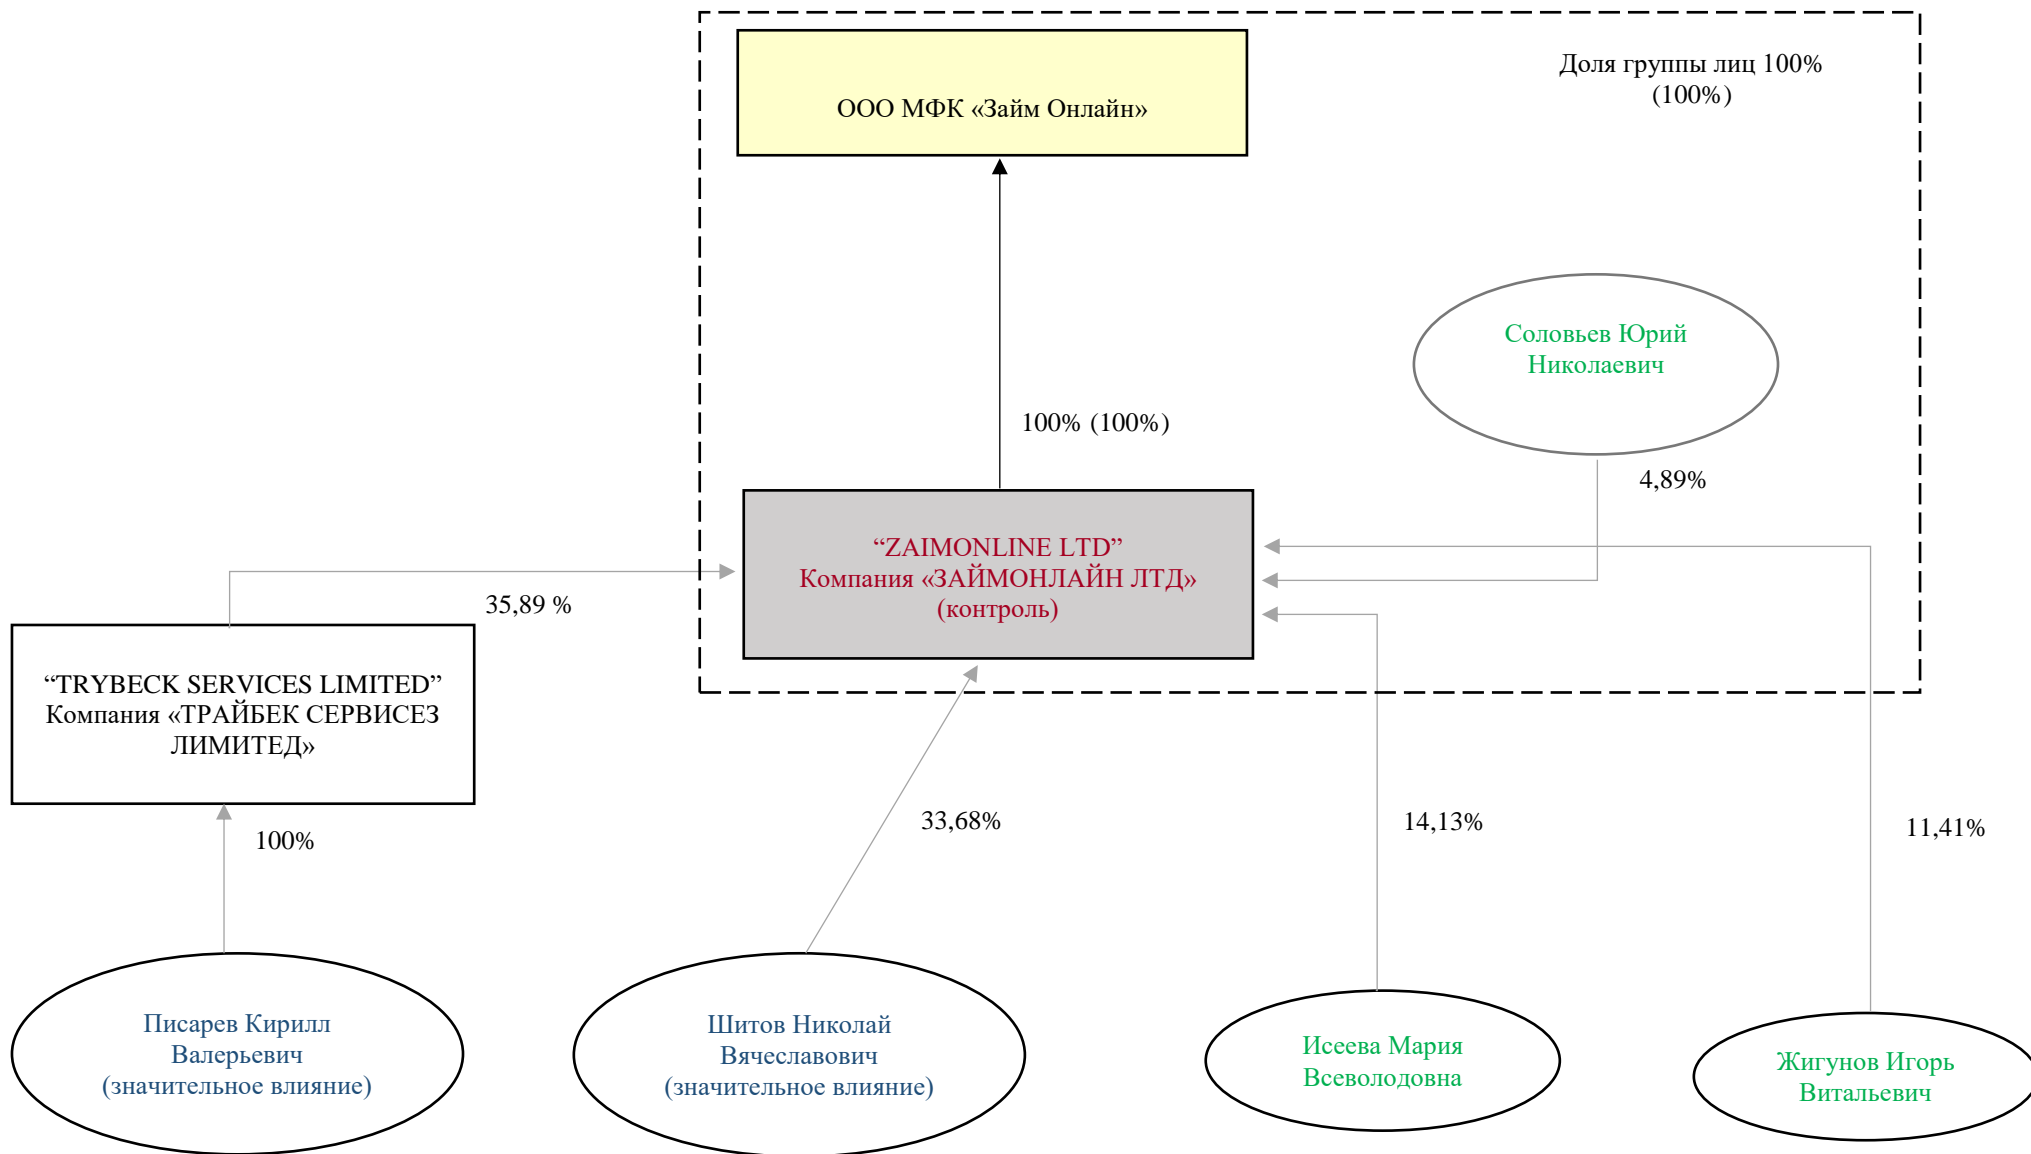 Доля группы лиц 100%
(100%)
ООО МФК «Займ Онлайн»
Соловьев Юрий
Николаевич
100% (100%)
4,89%
“ZAIMONLINE LTD”
Компания «ЗАЙМОНЛАЙН ЛТД»
(контроль)
35,89 %
“TRYBECK SERVICES LIMITED”
Компания «ТРАЙБЕК СЕРВИСЕЗ
ЛИМИТЕД»
100%
33,68%
14,13%
11,41%
Писарев Кирилл
Валерьевич
(значительное влияние)
Шитов Николай
Вячеславович
(значительное влияние)
Исеева Мария
Всеволодовна
Жигунов Игорь
Витальевич